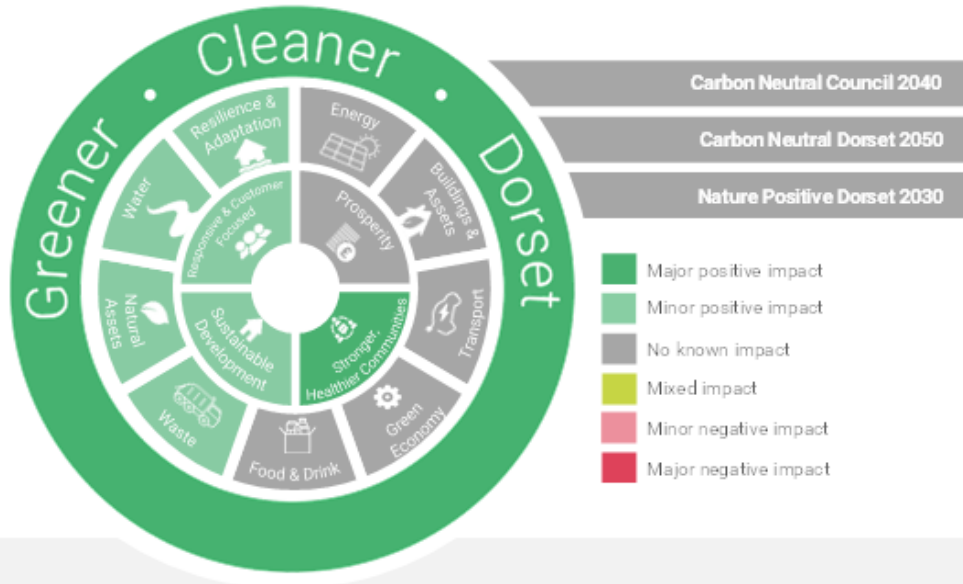 Greener · Cleaner · Dorset
Carbon Neutral Council 2040
Carbon Neutral Dorset 2050
Nature Positive Dorset 2030
Resilience &
Adaptation
Energy
Buildings &
Assets
Transport
Green
Economy
Food & Drink
Waste
Natural
Assets
Water
Responsive & Customer
Focused
Prosperity
£
Stronger,
Healthier Communities
Sustainable
Development
Major positive impact
Minor positive impact
No known impact
Mixed impact
Minor negative impact
Major negative impact